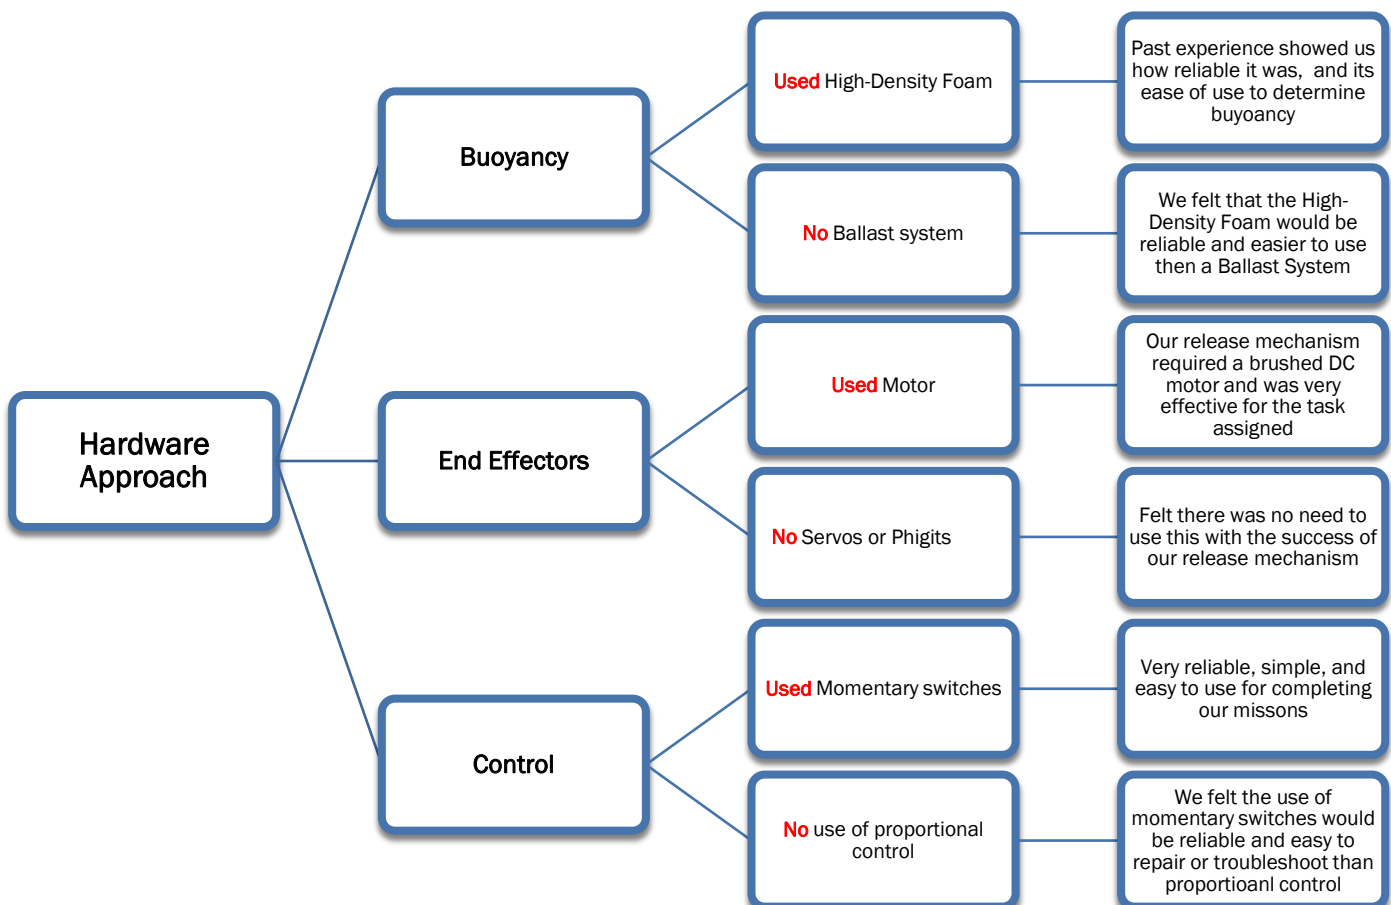 Hardware
Approach
Buoyancy
Used High-Density Foam
Past experience showed us
how reliable it was, and its
ease of use to determine
buyoancy
No Ballast system
We felt that the High-
Density Foam would be
reliable and easier to use
then a Ballast System
End Effectors
Used Motor
Our release mechanism
required a brushed DC
motor and was very
effective for the task
assigned
No Servos or Phigits
Felt there was no need to
use this with the success of
our release mechanism
Control
Used Momentary switches
Very reliable, simple, and
easy to use for completing
our missons
No use of proportional
control
We felt the use of
momentary switches would
be reliable and easy to
repair or troubleshoot than
proportioanl control